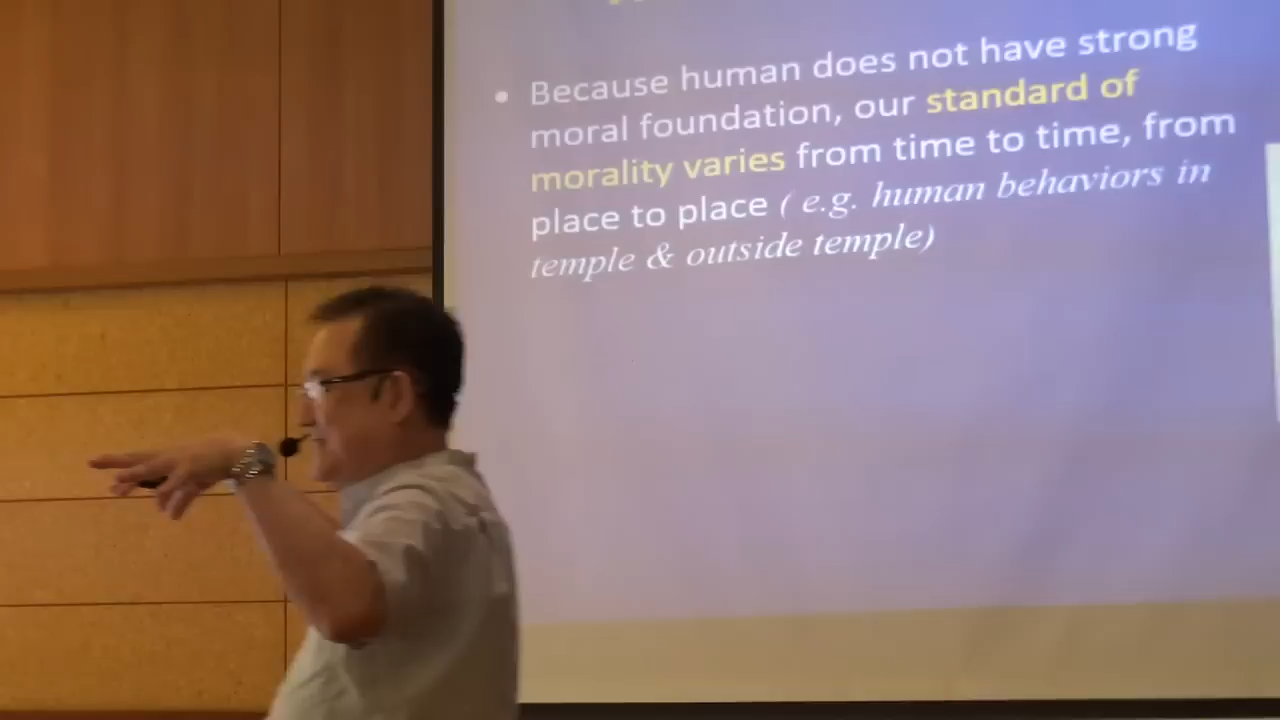 • Because human does not have strong
moral foundation, our standard of
morality varies from time to time, from
place to place ( e.g. human behaviors in
temple & outside temple)